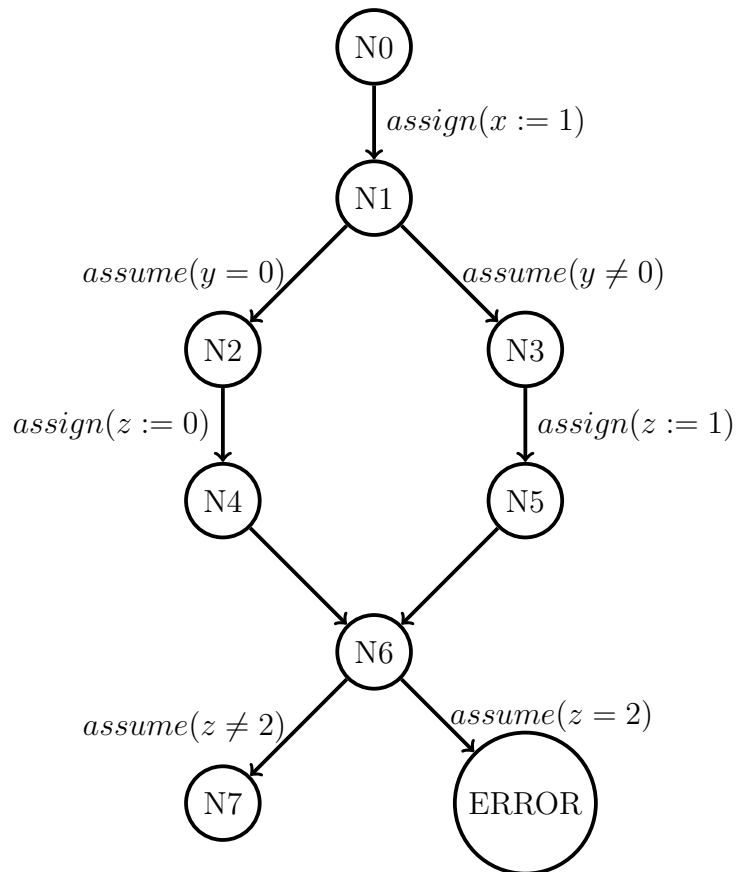 N0
assign(x := 1)
N1
assume(y = 0)
assume(y ≠ 0)
N2
N3
assign(z := 0)
assign(z := 1)
N4
N5
N6
assume(z ≠ 2)
assume(z = 2)
N7
ERROR